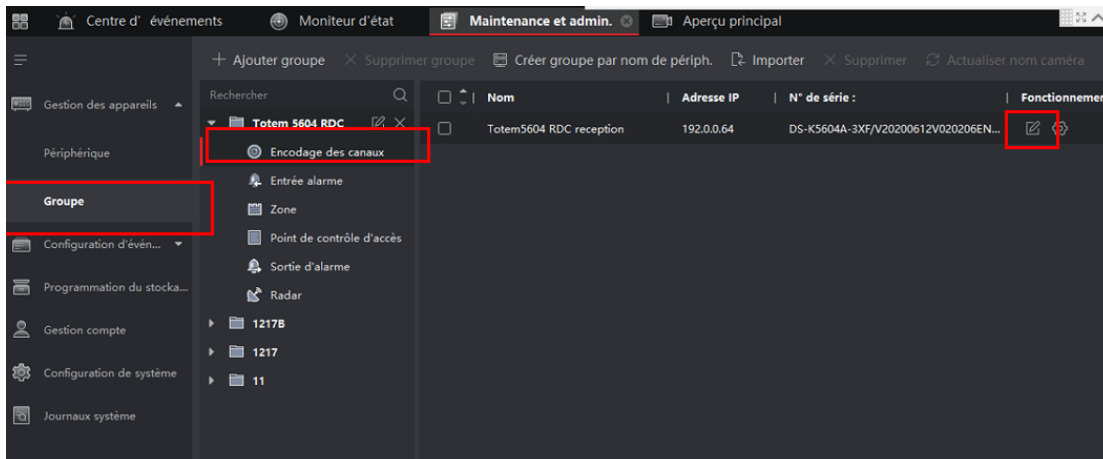 Centre d' événements
Moniteur d'état
Maintenance et admin.
Aperçu principal
Ajouter groupe
Supprimer groupe
Créer groupe par nom de périph.
Importer
Supprimer
Actualiser nom caméra
Gestion des appareils
Périphérique
Groupe
Configuration d'évén...
Programmation du stocka...
Gestion compte
Configuration de système
Journaux système
Rechercher
Totem 5604 RDC
Encodage des canaux
Entrée alarme
Zone
Point de contrôle d'accès
Sortie d'alarme
Radar
1217B
1217
11
Nom | Adresse IP | N° de série : | Fonctionnemen
Totem5604 RDC reception 192.0.0.64 DS-K5604A-3XF/V20200612V020206EN...